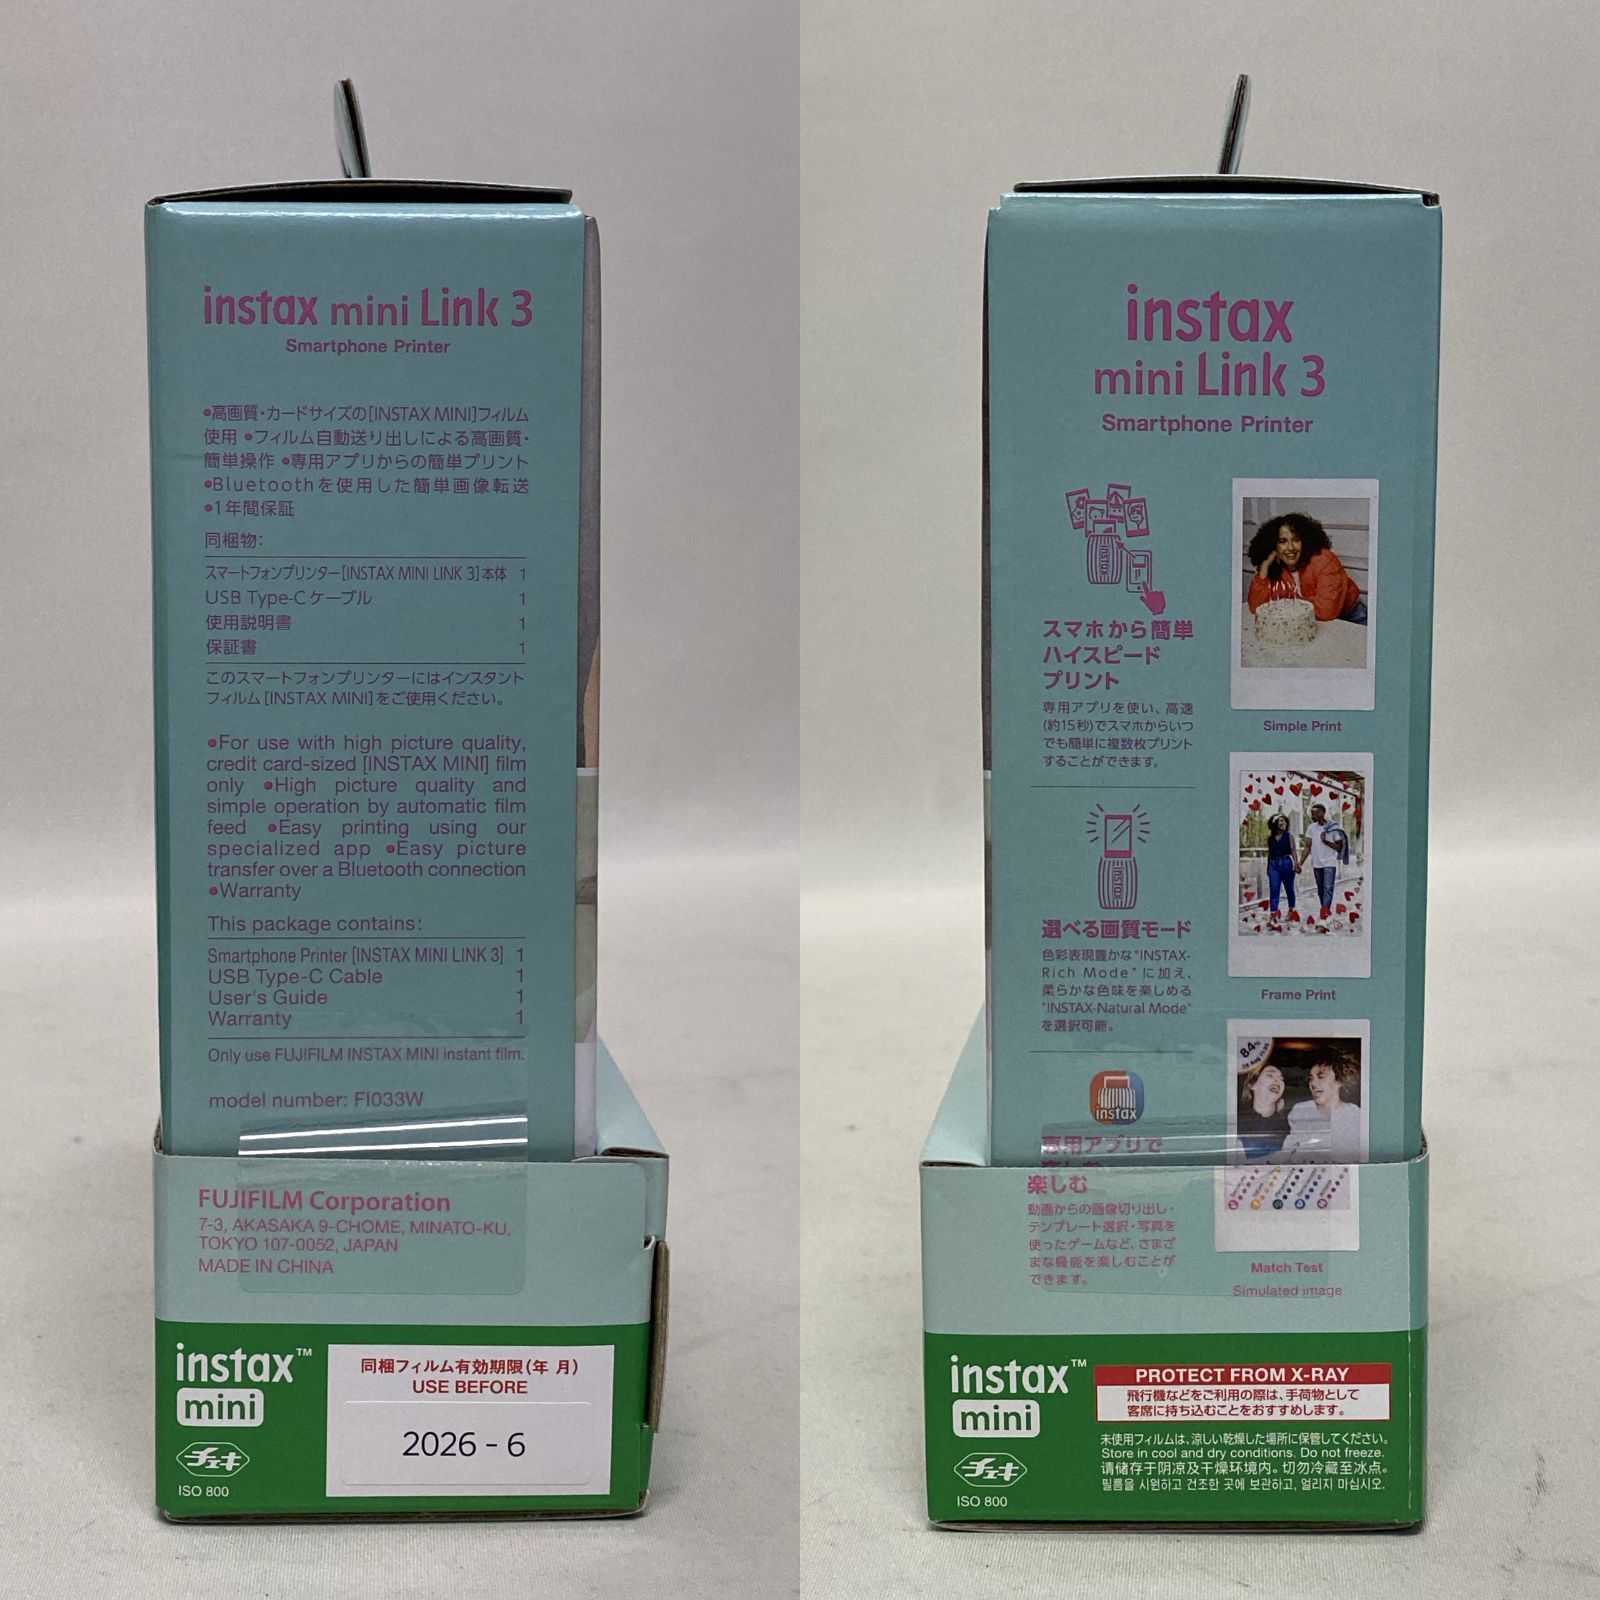 instax mini Link 3
Smartphone Printer
•高画質・カードサイズの[INSTAX MINI]フィルム
使用 •フィルム自動送り出しによる高画質・
簡単操作 •専用アプリからの簡単プリント
•Bluetoothを使用した簡単画像転送
•1年間保証
同梱物:
スマートフォンプリンター[INSTAX MINI LINK 3]本体 1
USB Type-Cケーブル 1
使用説明書 1
保証書 1
このスマートフォンプリンターにはインスタント
フィルム[INSTAX MINI]をご使用ください。
•For use with high picture quality,
credit card-sized [INSTAX MINI] film
only •High picture quality and
simple operation by automatic film
feed •Easy printing using our
specialized app •Easy picture
transfer over a Bluetooth connection
•Warranty
This package contains:
Smartphone Printer [INSTAX MINI LINK 3] 1
USB Type-C Cable 1
User's Guide 1
Warranty 1
Only use FUJIFILM INSTAX MINI instant film.
model number: FI033W
FUJIFILM Corporation
7-3, AKASAKA 9-CHOME, MINATO-KU,
TOKYO 107-0052, JAPAN
MADE IN CHINA
instax™
mini
チェキ
ISO 800
同梱フィルム有効期限(年 月)
USE BEFORE
2026 - 6
instax
mini Link 3
Smartphone Printer
instax
スマホから簡単
ハイスピード
プリント
専用アプリを使い、高速
(約15秒)でスマホからいつ
でも簡単に複数枚プリント
することができます。
Simple Print
instax
選べる画質モード
色彩表現豊かな"INSTAX-
Rich Mode"に加え、
柔らかな色味を楽しめる
"INSTAX-Natural Mode"
を選択可能。
Frame Print
instax
専用アプリで
楽しむ
動画からの画像切り出し・
テンプレート選択・写真を
使ったゲームなど、さまざ
まな機能を楽しむことが
できます。
84%
Match Test
Simulated image
instax™
mini
チェキ
ISO 800
PROTECT FROM X-RAY
飛行機などをご利用の際は、手荷物として
客席に持ち込むことをおすすめします。
未使用フィルムは、涼しい乾燥した場所に保管してください。
Store in cool and dry conditions. Do not freeze.
请储存于阴凉及干燥环境内。切勿冷藏至冰点。
필름을 시원하고 건조한 곳에 보관하고, 얼리지 마십시오.